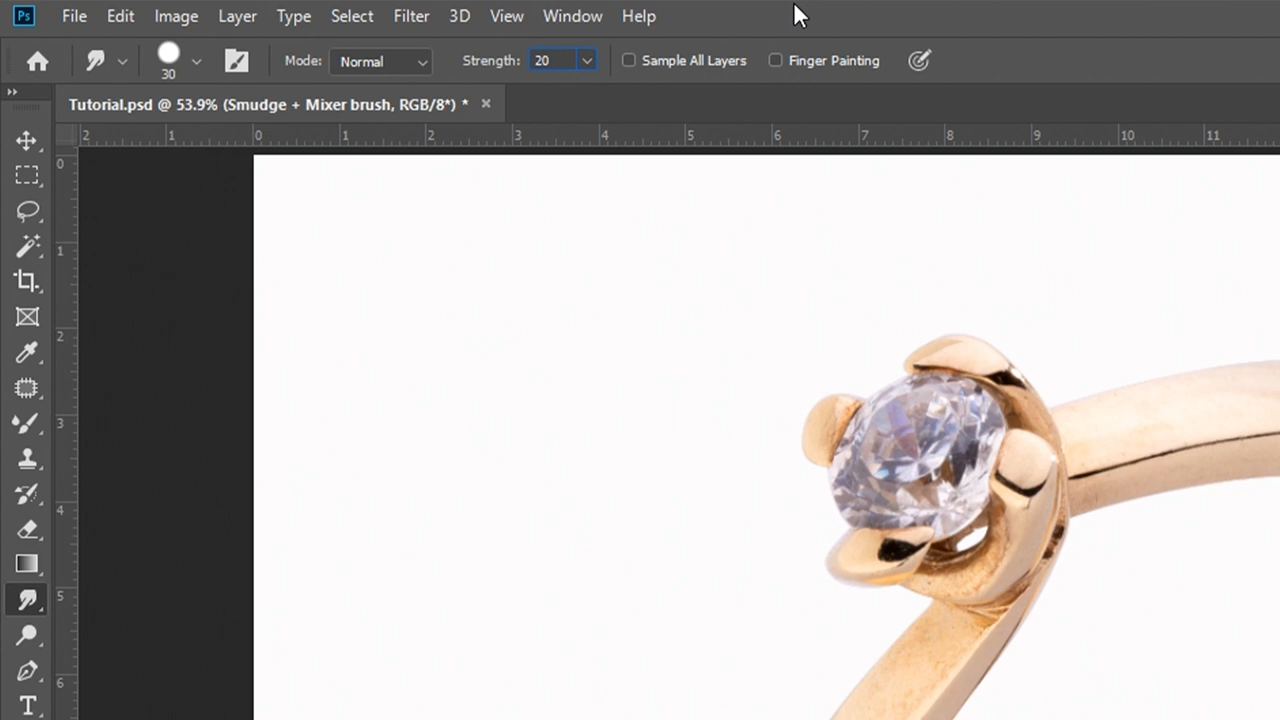 Ps File Edit Image Layer Type Select Filter 3D View Window Help
30 Mode: Normal Strength: 20 Sample All Layers Finger Painting
Tutorial.psd @ 53.9% (Smudge + Mixer brush, RGB/8*) * ×
2 1 0 1 2 3 4 5 6 7 8 9 10 11
0
1
2
3
4
5
6
T